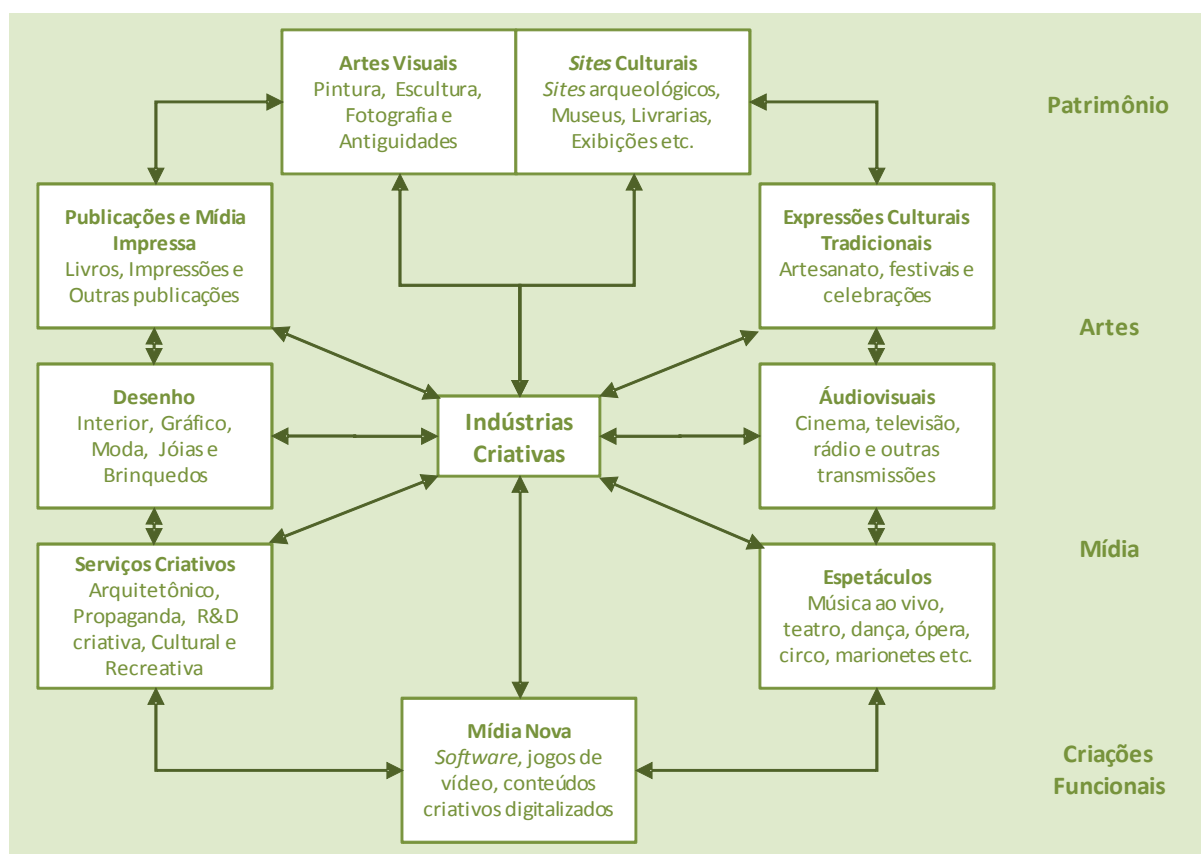 Artes Visuais
Pintura, Escultura,
Fotografia e
Antiguidades
Sites Culturais
Sites arqueológicos,
Museus, Livrarias,
Exibições etc.
Patrimônio
Publicações e Mídia
Impressa
Livros, Impressões e
Outras publicações
Expressões Culturais
Tradicionais
Artesanato, festivais e
celebrações
Artes
Desenho
Interior, Gráfico,
Moda, Jóias e
Brinquedos
Indústrias
Criativas
Áudiovisuais
Cinema, televisão,
rádio e outras
transmissões
Mídia
Serviços Criativos
Arquitetônico,
Propaganda, R&D
criativa, Cultural e
Recreativa
Espetáculos
Música ao vivo,
teatro, dança, ópera,
circo, marionetes etc.
Mídia Nova
Software, jogos de
vídeo, conteúdos
criativos digitalizados
Criações
Funcionais